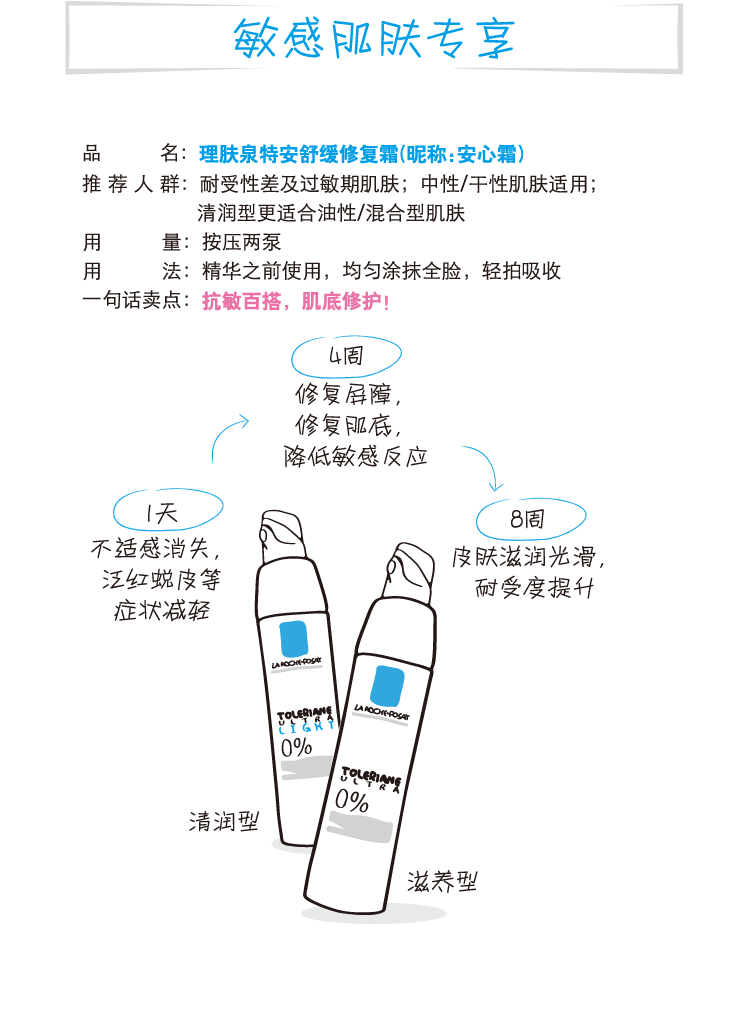 敏感肌肤专享
品 名：理肤泉特安舒缓修复霜(昵称：安心霜)
推荐人群：耐受性差及过敏期肌肤；中性/干性肌肤适用；
清润型更适合油性/混合型肌肤
用 量：按压两泵
用 法：精华之前使用，均匀涂抹全脸，轻拍吸收
一句话卖点：抗敏百搭，肌底修护！
4周
修复屏障，
修复肌底，
降低敏感反应
1天
不适感消失，
泛红蜕皮等
症状减轻
8周
皮肤滋润光滑，
耐受度提升
LA ROCHE-POSAY
TOLERIANE
ULTRA
LIGHT
0%
清润型
LA ROCHE-POSAY
TOLERIANE
ULTRA
0%
滋养型